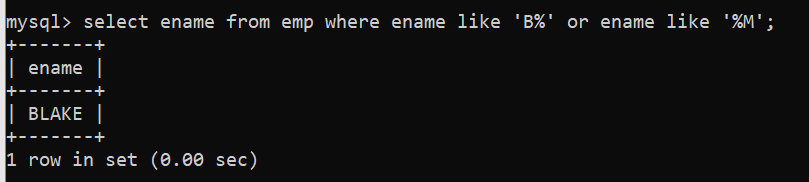 mysql> select ename from emp where ename like 'B%' or ename like '%M';
+-------+
| ename |
+-------+
| BLAKE |
+-------+
1 row in set (0.00 sec)